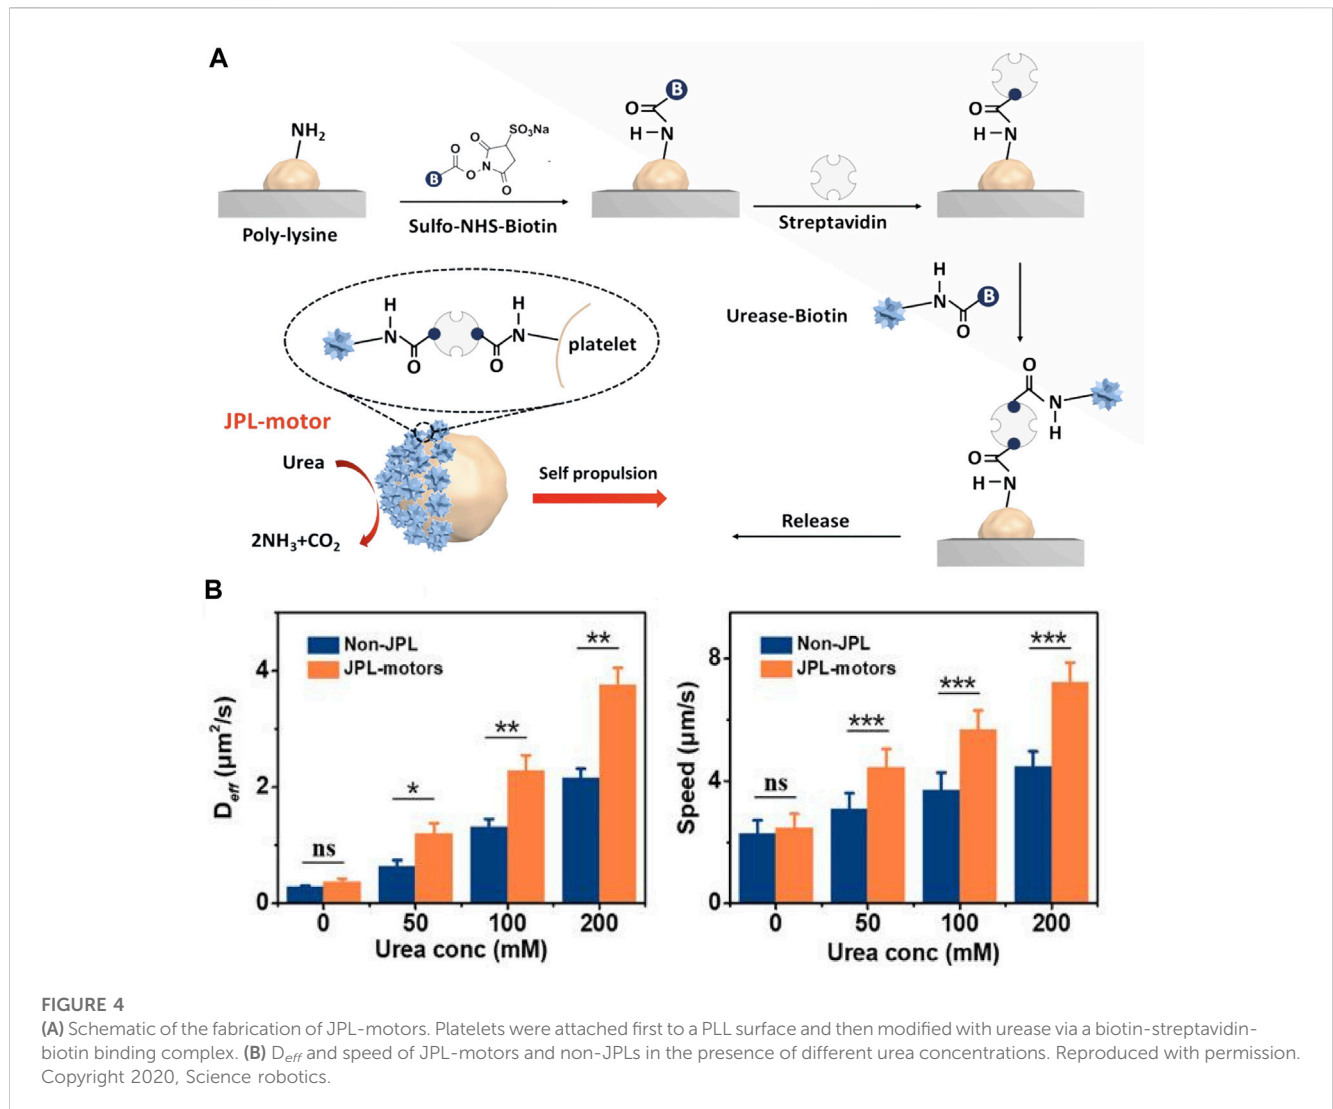 A
NH2
Poly-lysine
O
O
B
O
N
O
SO3Na
Sulfo-NHS-Biotin
B
O
H
N
Streptavidin
O
H
N
Urease-Biotin
H
N
O
B
O
N
H
O
H
N
Release
H
N
O
H
N
O
platelet
JPL-motor
Urea
2NH3+CO2
Self propulsion
B
Non-JPL
JPL-motors
Deff (μm2/s)
4
2
0
ns
*
**
**
0 50 100 200
Urea conc (mM)
Non-JPL
JPL-motors
Speed (μm/s)
8
4
0
ns
***
***
***
0 50 100 200
Urea conc (mM)
FIGURE 4
(A) Schematic of the fabrication of JPL-motors. Platelets were attached first to a PLL surface and then modified with urease via a biotin-streptavidin-
biotin binding complex. (B) Deff and speed of JPL-motors and non-JPLs in the presence of different urea concentrations. Reproduced with permission.
Copyright 2020, Science robotics.